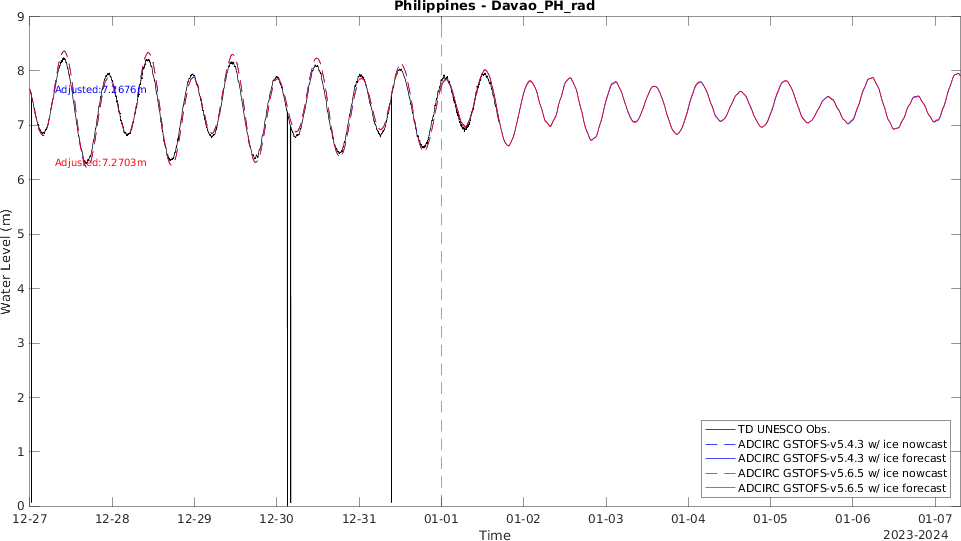 Philippines - Davao_PH_rad
Water Level (m)
9
8
7
6
5
4
3
2
1
0
Adjusted:7.2676m
Adjusted:7.2703m
TD UNESCO Obs.
ADCIRC GSTOFS-v5.4.3 w/ ice nowcast
ADCIRC GSTOFS-v5.4.3 w/ ice forecast
ADCIRC GSTOFS-v5.6.5 w/ ice nowcast
ADCIRC GSTOFS-v5.6.5 w/ ice forecast
12-27 12-28 12-29 12-30 12-31 01-01 01-02 01-03 01-04 01-05 01-06 01-07
Time
2023-2024